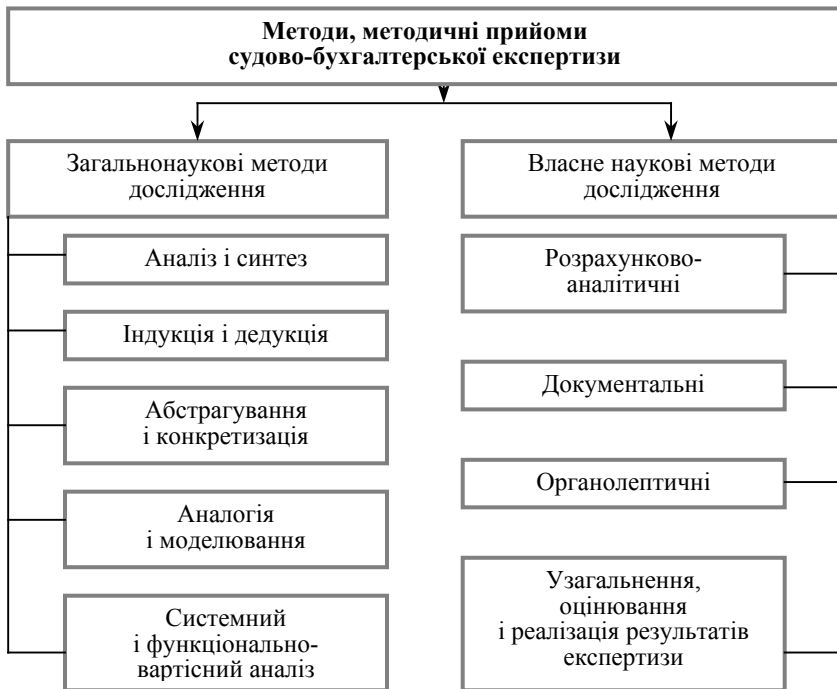 Методи, методичні прийоми
судово-бухгалтерської експертизи
Загальнонаукові методи
дослідження
Аналіз і синтез
Індукція і дедукція
Абстрагування
і конкретизація
Аналогія
і моделювання
Системний
і функціонально-
вартісний аналіз
Власне наукові методи
дослідження
Розрахунково-
аналітичні
Документальні
Органолептичні
Узагальнення,
оцінювання
і реалізація результатів
експертизи